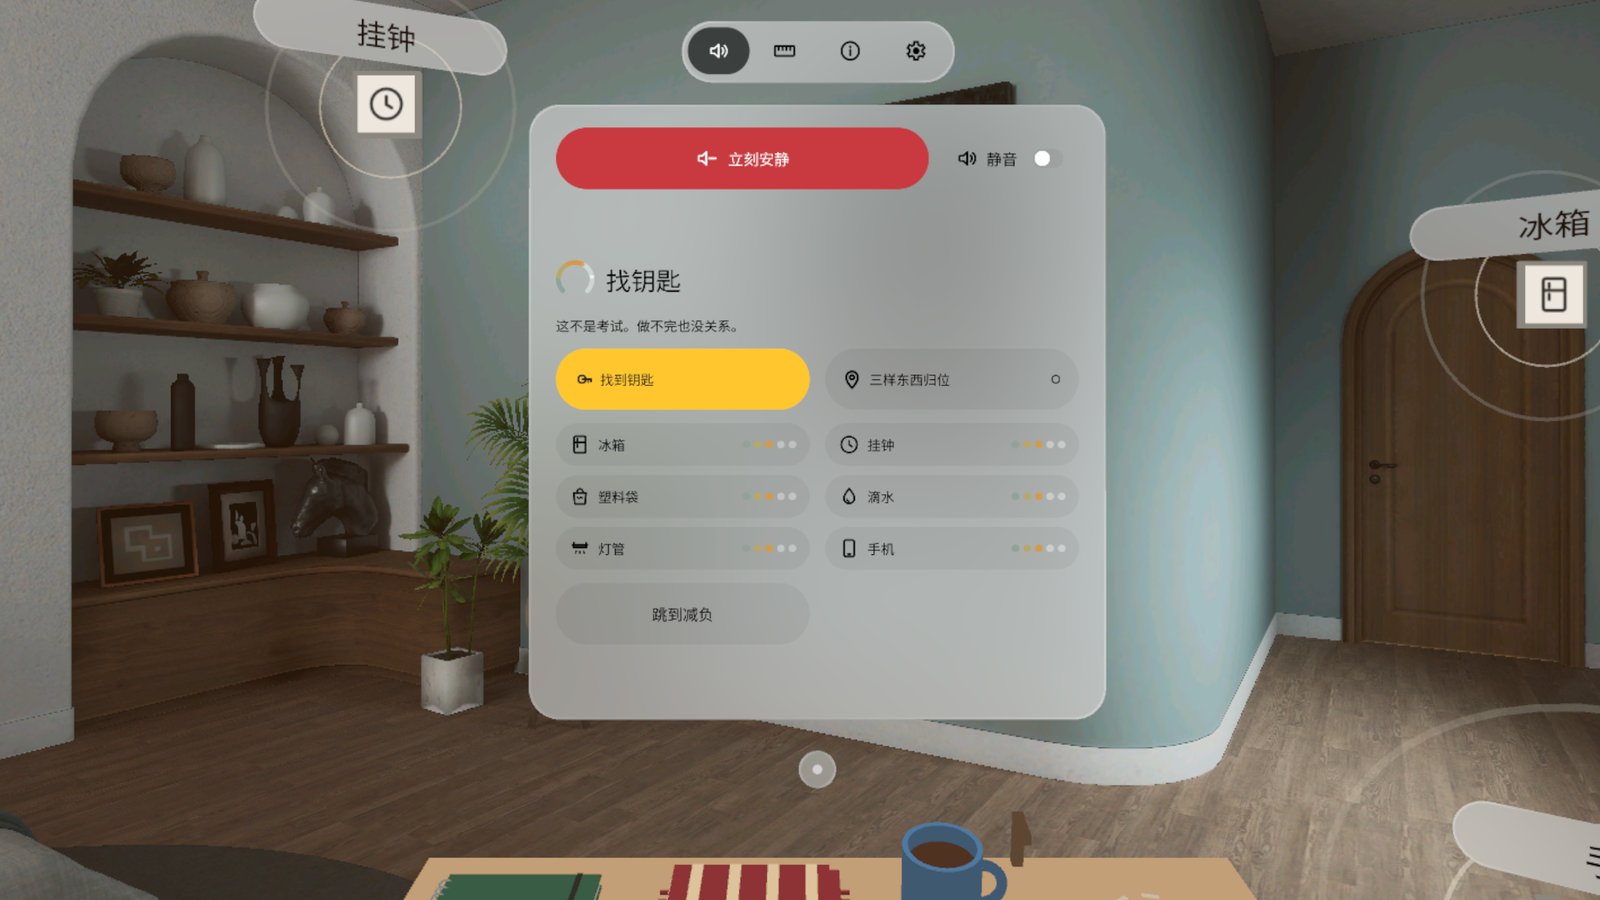 挂钟
立刻安静
静音
冰箱
找钥匙
这不是考试。做不完也没关系。
找到钥匙
三样东西归位
冰箱
挂钟
塑料袋
滴水
灯管
手机
跳到减负